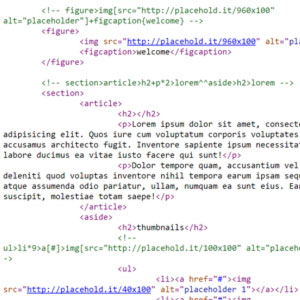 <!-- figure>img[src="http://placehold.it/960x100"
alt="placeholder"]+figcaption{welcome} -->
<figure>
<img src="http://placehold.it/960x100" alt="pla
<figcaption>welcome</figcaption>
</figure>
<!-- section>article>h2+p*2>lorem^^aside>h2>lorem -->
<section>
<article>
<h2></h2>
<p>Lorem ipsum dolor sit amet, consecte
adipisicing elit. Quos iure cum voluptatum corporis voluptates
accusamus architecto fugit. Inventore sapiente ipsum necessitat
labore ducimus ea vitae iusto facere qui sunt!</p>
<p>Dolor tempore quam, accusantium vel
deleniti quod voluptas inventore nihil tempora earum ipsam sequ
atque assumenda odio pariatur, ullam, numquam ea sunt eius. Ear
suscipit, molestiae totam saepe!</p>
</article>
<aside>
<h2>thumbnails</h2>
<!--
ul>li*9>a[#]>img[src="http://placehold.it/100x100" alt="placehol
->
<ul>
<li><a href="#"><img
src="http://placehold.it/40x100" alt="placeholder 1"></a></li>
<li><a href="#"><img